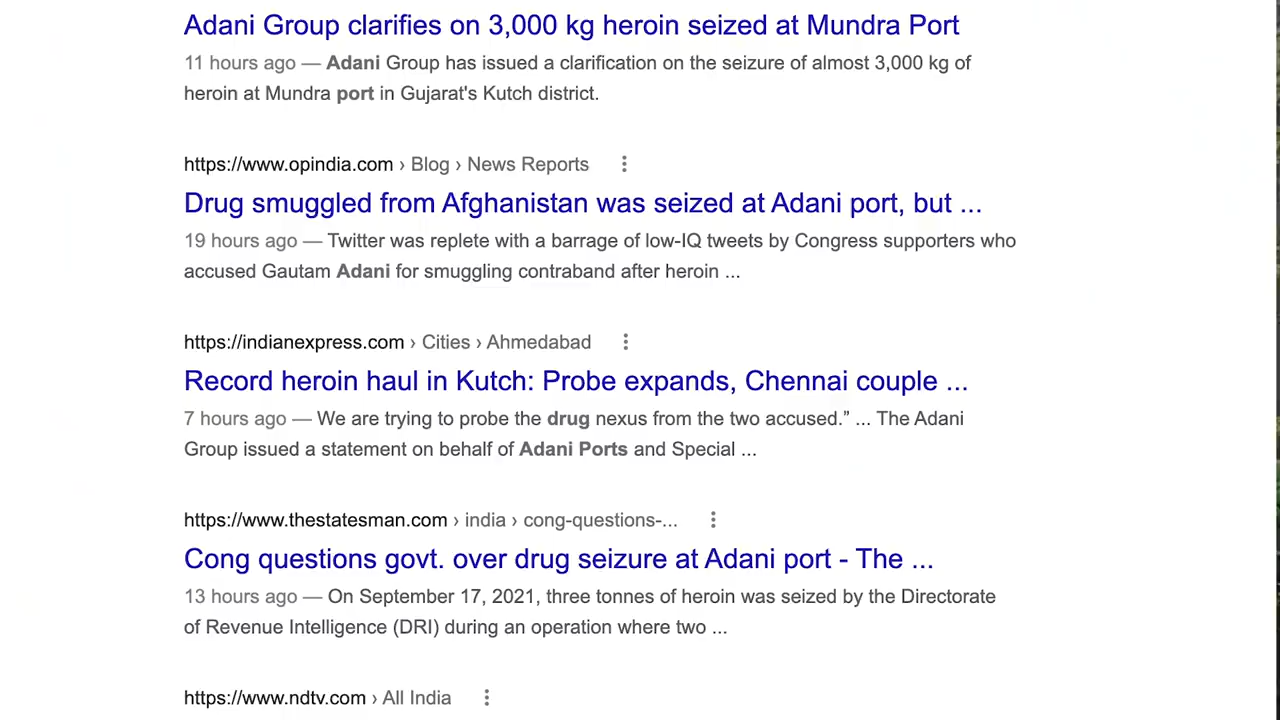 Adani Group clarifies on 3,000 kg heroin seized at Mundra Port
11 hours ago — Adani Group has issued a clarification on the seizure of almost 3,000 kg of
heroin at Mundra port in Gujarat's Kutch district.
https://www.opindia.com › Blog › News Reports
Drug smuggled from Afghanistan was seized at Adani port, but ...
19 hours ago — Twitter was replete with a barrage of low-IQ tweets by Congress supporters who
accused Gautam Adani for smuggling contraband after heroin ...
https://indianexpress.com › Cities › Ahmedabad
Record heroin haul in Kutch: Probe expands, Chennai couple ...
7 hours ago — We are trying to probe the drug nexus from the two accused.” ... The Adani
Group issued a statement on behalf of Adani Ports and Special ...
https://www.thestatesman.com › india › cong-questions-...
Cong questions govt. over drug seizure at Adani port - The ...
13 hours ago — On September 17, 2021, three tonnes of heroin was seized by the Directorate
of Revenue Intelligence (DRI) during an operation where two ...
https://www.ndtv.com › All India